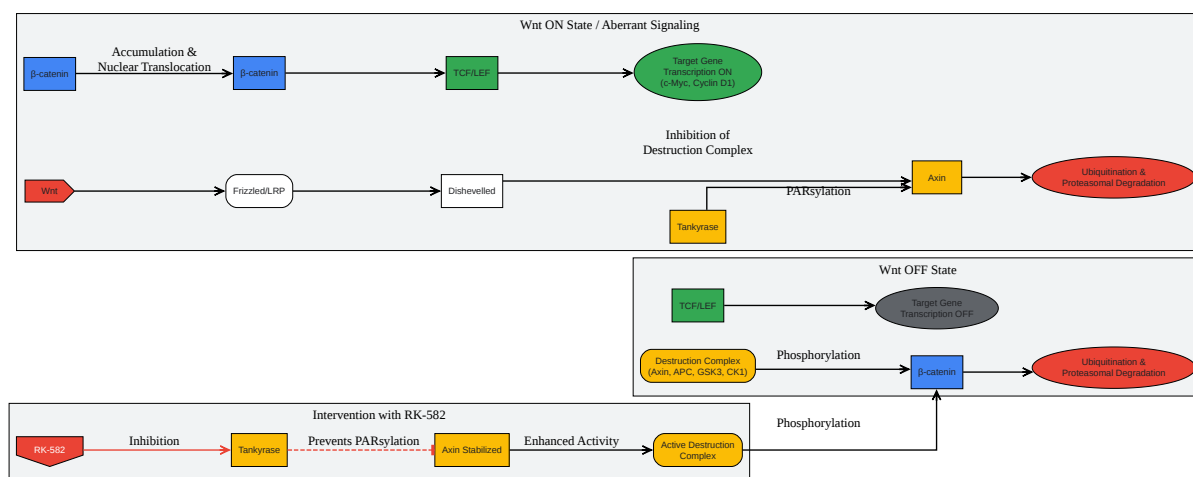 Wnt ON State / Aberrant Signaling
β-catenin
Accumulation &
Nuclear Translocation
β-catenin
TCF/LEF
Target Gene
Transcription ON
(c-Myc, Cyclin D1)
Inhibition of
Destruction Complex
Wnt
Frizzled/LRP
Dishevelled
PARsylation
Tankyrase
Axin
Ubiquitination &
Proteasomal Degradation
Wnt OFF State
TCF/LEF
Target Gene
Transcription OFF
Destruction Complex
(Axin, APC, GSK3, CK1)
Phosphorylation
β-catenin
Ubiquitination &
Proteasomal Degradation
Intervention with RK-582
RK-582
Inhibition
Tankyrase
Prevents PARsylation
Axin Stabilized
Enhanced Activity
Active Destruction
Complex
Phosphorylation